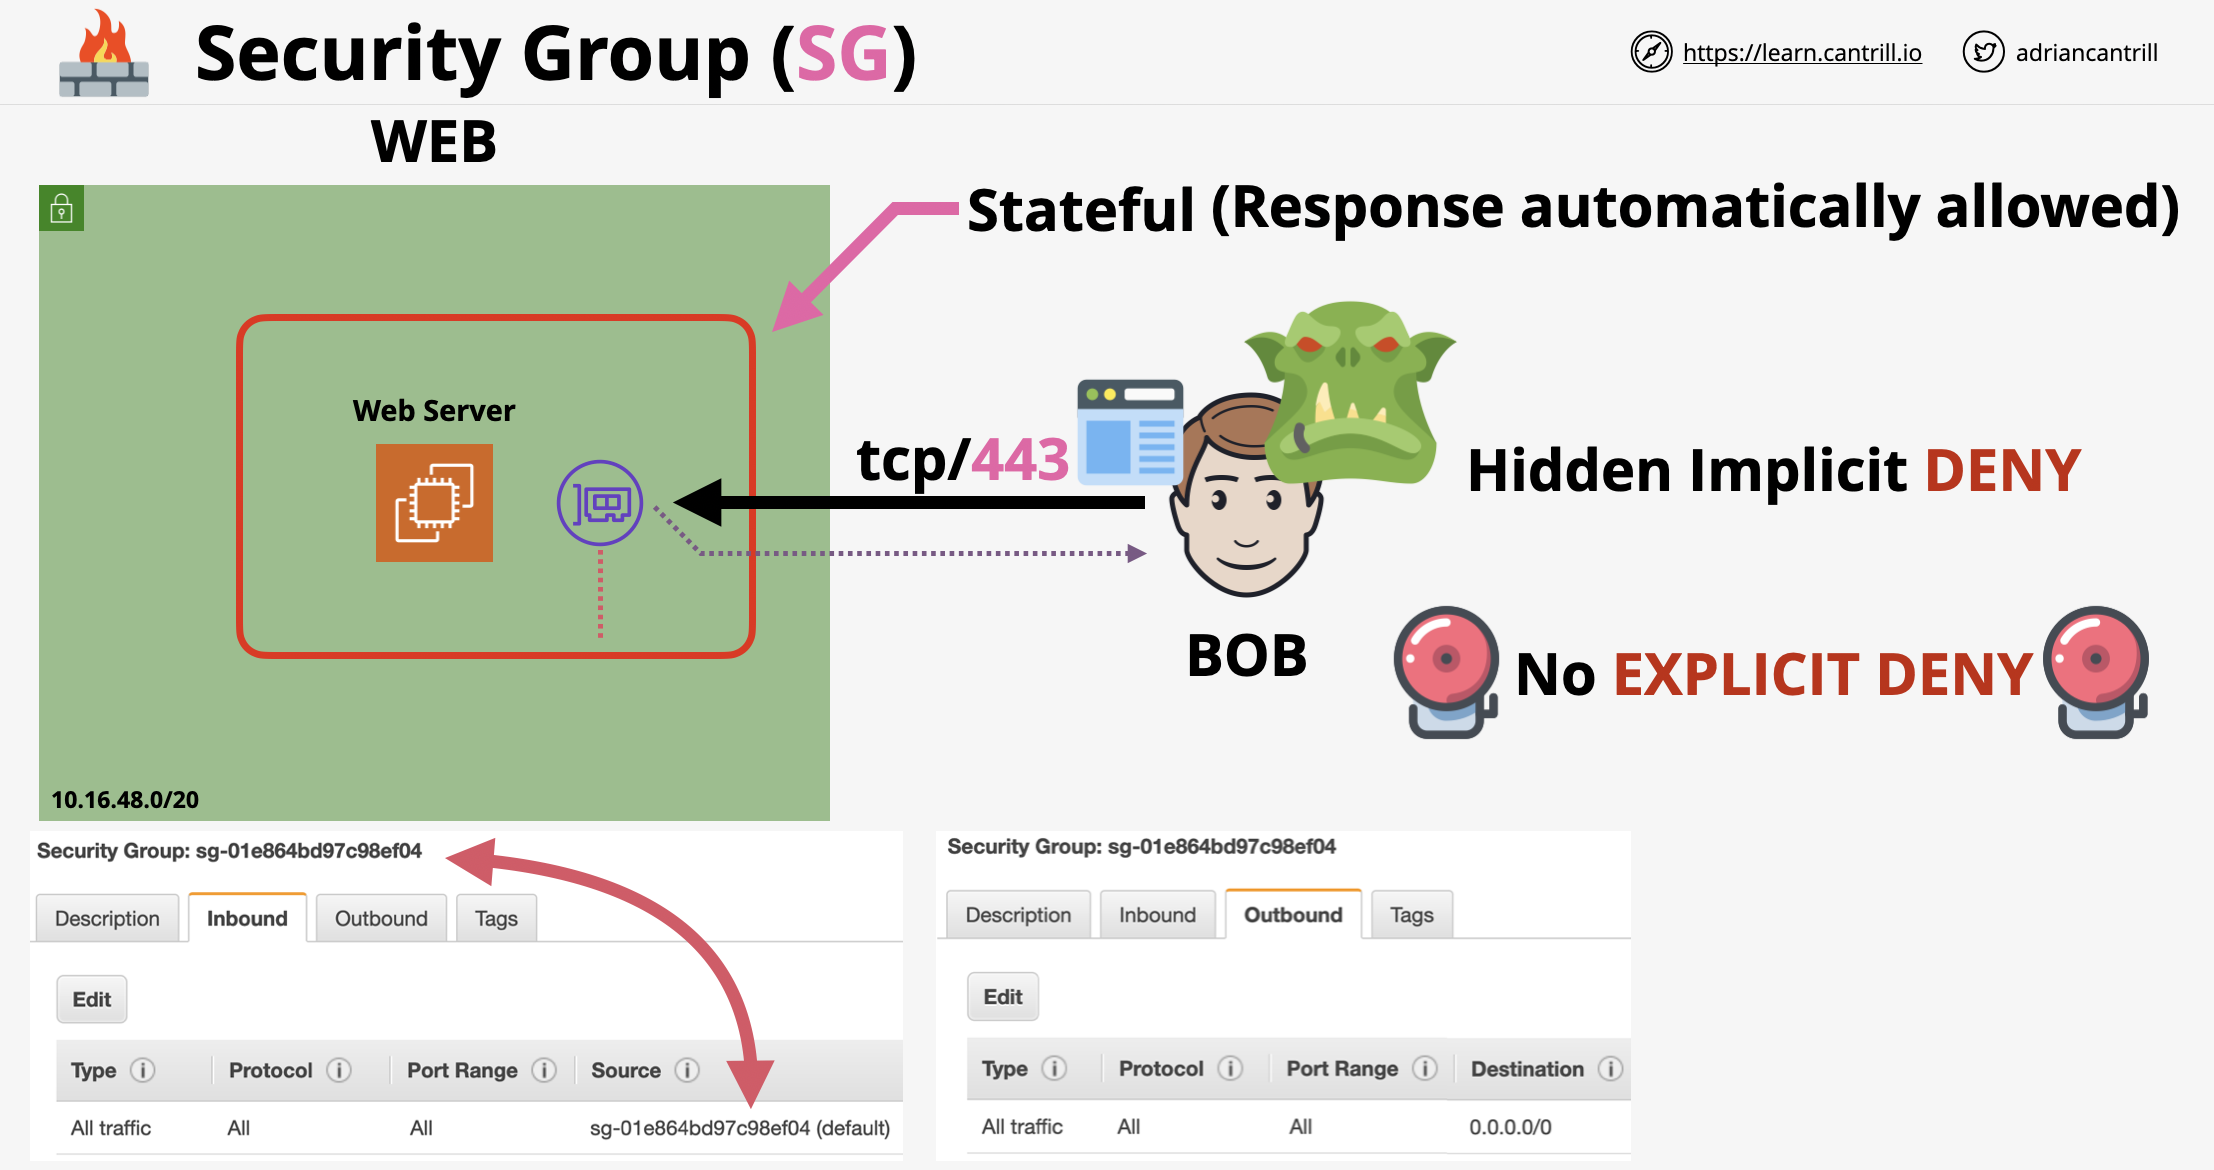 Security Group (SG)
https://learn.cantrill.io
adriancantrill
WEB
Stateful (Response automatically allowed)
Web Server
tcp/443
Hidden Implicit DENY
BOB
No EXPLICIT DENY
10.16.48.0/20
Security Group: sg-01e864bd97c98ef04
Description Inbound Outbound Tags
Edit
Type i Protocol i Port Range i Source i
All traffic All All sg-01e864bd97c98ef04 (default)
Security Group: sg-01e864bd97c98ef04
Description Inbound Outbound Tags
Edit
Type i Protocol i Port Range i Destination i
All traffic All All 0.0.0.0/0